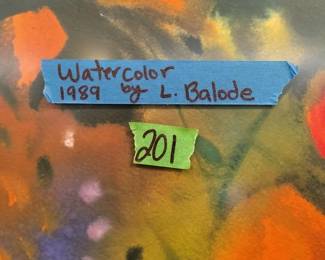 Watercolor
1989 by L. Balode
201